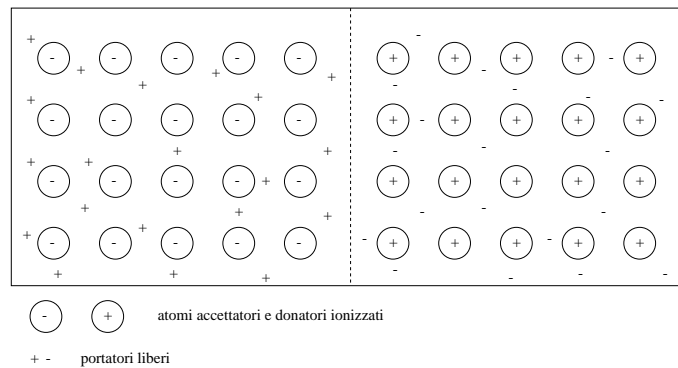 - + atomi accettatori e donatori ionizzati
+ - portatori liberi